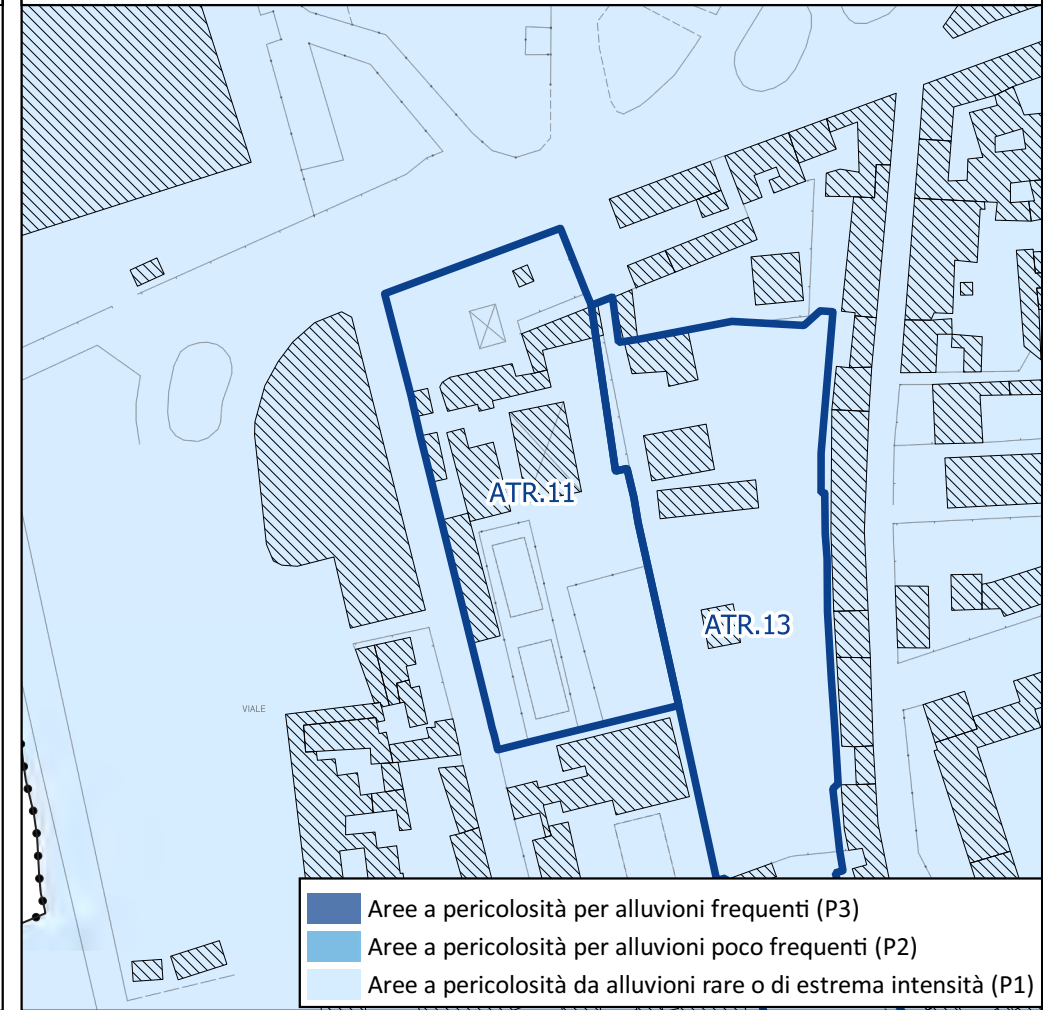 ATR.11
ATR.13
VIALE
Aree a pericolosità per alluvioni frequenti (P3)
Aree a pericolosità per alluvioni poco frequenti (P2)
Aree a pericolosità da alluvioni rare o di estrema intensità (P1)